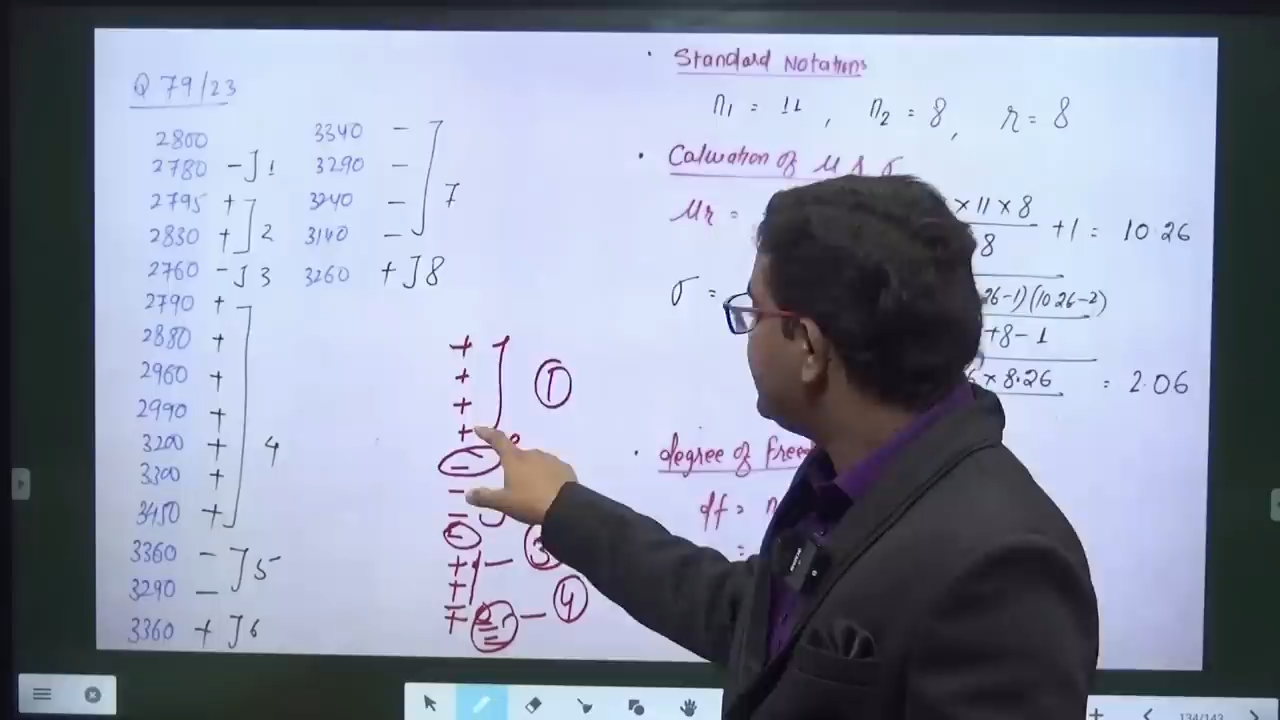 Q 79/23
2800
2780 - ] 1
2795 +
2830 + ] 2
2760 - ] 3
2790 +
2880 +
2960 +
2990 +
3200 + ] 4
3300 +
3450 +
3360 -
3290 - ] 5
3360 + ] 6
3340 -
3290 -
3240 - ] 7
3140 -
3260 + ] 8
+
+ ] 1
+
+
-
-
-
-
+ - 3
+
+ - 4
• Standard Notations
n1 = 11 , n2 = 8 , r = 8
• Calculation of μ & σ
μr = × 11 × 8
8 + 1 = 10.26
σ = 26-1)(10.26-2)
+8-1
× 8.26 = 2.06
• degree of
df =
=
134/143